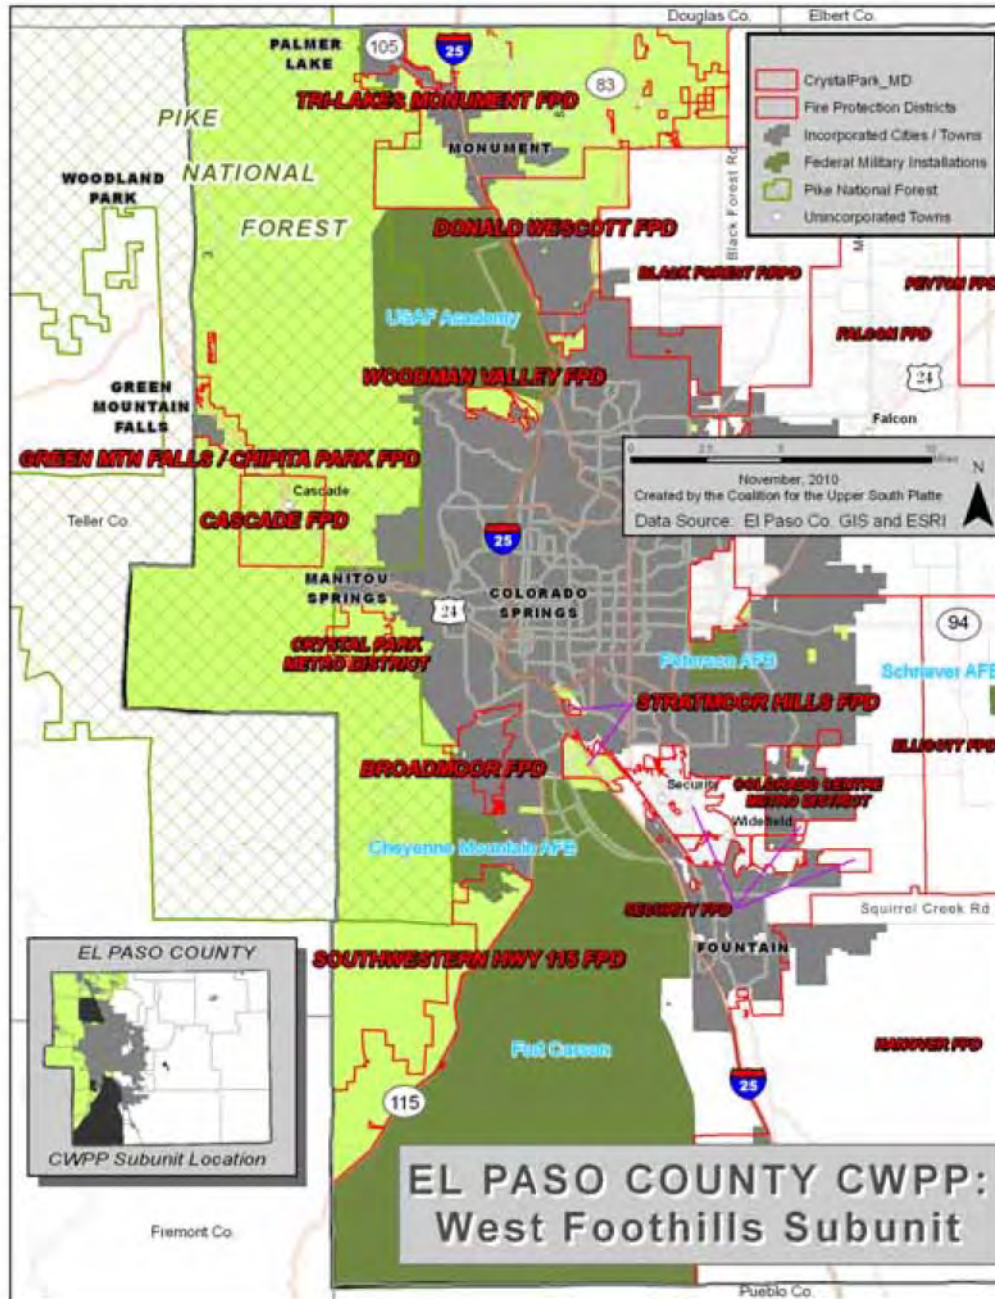 Douglas Co.
Elbert Co.
PALMER
LAKE
105
25
83
CrystalPark_MD
Fire Protection Districts
Incorporated Cities / Towns
Federal Military Installations
Pike National Forest
Unincorporated Towns
TRI-LAKES MONUMENT FPD
MONUMENT
PIKE
NATIONAL
FOREST
WOODLAND
PARK
Black Forest Rd
DONALD WESCOTT FPD
BLACK FOREST F/RPD
PEYTON FPD
FALCON FPD
USAF Academy
WOODMAN VALLEY FPD
24
GREEN
MOUNTAIN
FALLS
Falcon
GREEN MTN FALLS / CHIPITA PARK FPD
0
2.5
5
10
Miles
N
November, 2010
Created by the Coalition for the Upper South Platte
Data Source: El Paso Co. GIS and ESRI
Cascade
CASCADE FPD
Teller Co.
25
MANITOU
SPRINGS
24
COLORADO
SPRINGS
94
CRYSTAL PARK
METRO DISTRICT
Peterson AFB
Schriever AFB
STRATMOOR HILLS FPD
ELLICOTT FPD
BROADMOOR FPD
Security
COLORADO CENTRE
METRO DISTRICT
Widefield
Cheyenne Mountain AFB
SECURITY FPD
Squirrel Creek Rd
FOUNTAIN
SOUTHWESTERN HWY 115 FPD
EL PASO COUNTY
CWPP Subunit Location
Fort Carson
HANOVER FPD
25
115
Fremont Co.
EL PASO COUNTY CWPP:
West Foothills Subunit
Pueblo Co.